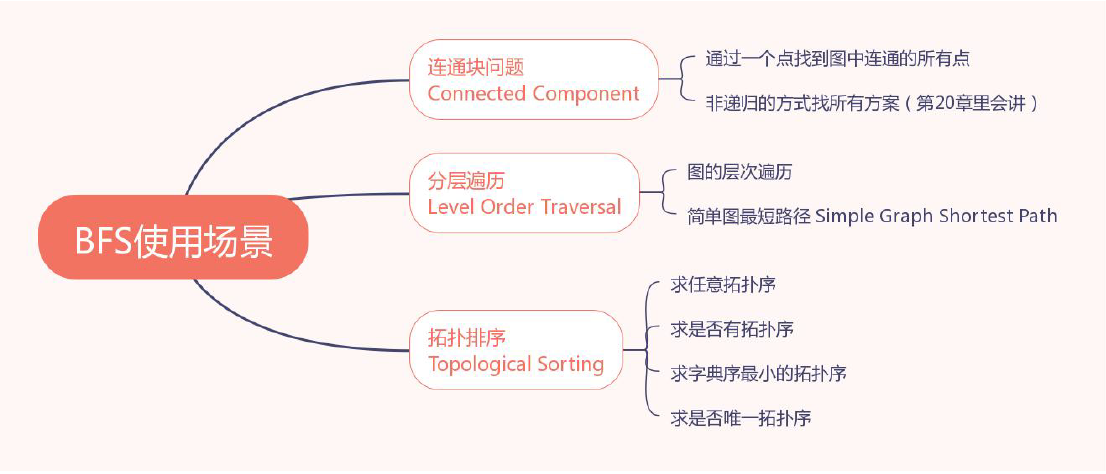 BFS使用场景
连通块问题
Connected Component
通过一个点找到图中连通的所有点
非递归的方式找所有方案（第20章里会讲）
分层遍历
Level Order Traversal
图的层次遍历
简单图最短路径 Simple Graph Shortest Path
拓扑排序
Topological Sorting
求任意拓扑序
求是否有拓扑序
求字典序最小的拓扑序
求是否唯一拓扑序